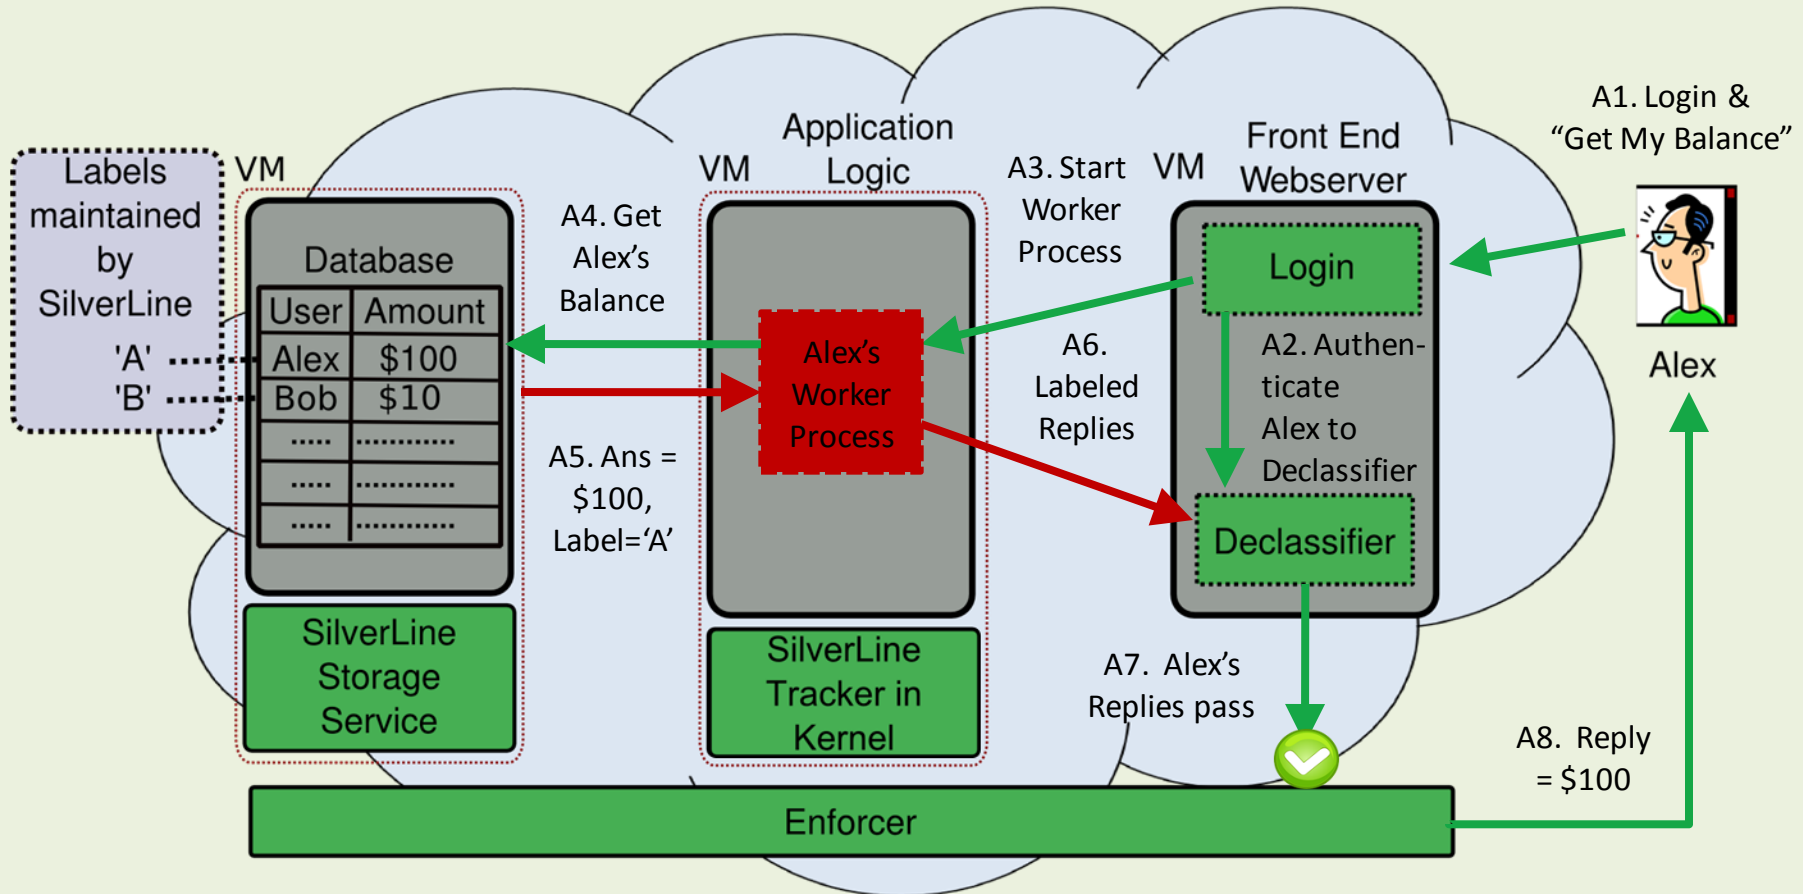 Labels
maintained
by
SilverLine
'A'
'B'
VM
Database
User Amount
Alex $100
Bob $10
..... ............
..... ............
..... ............
SilverLine
Storage
Service
A4. Get
Alex's
Balance
A5. Ans =
$100,
Label='A'
VM
Application
Logic
Alex's
Worker
Process
SilverLine
Tracker in
Kernel
A3. Start
Worker
Process
A6.
Labeled
Replies
VM
Front End
Webserver
Login
A2. Authen-
ticate
Alex to
Declassifier
Declassifier
A7. Alex's
Replies pass
A1. Login &
“Get My Balance”
Alex
A8. Reply
= $100
Enforcer